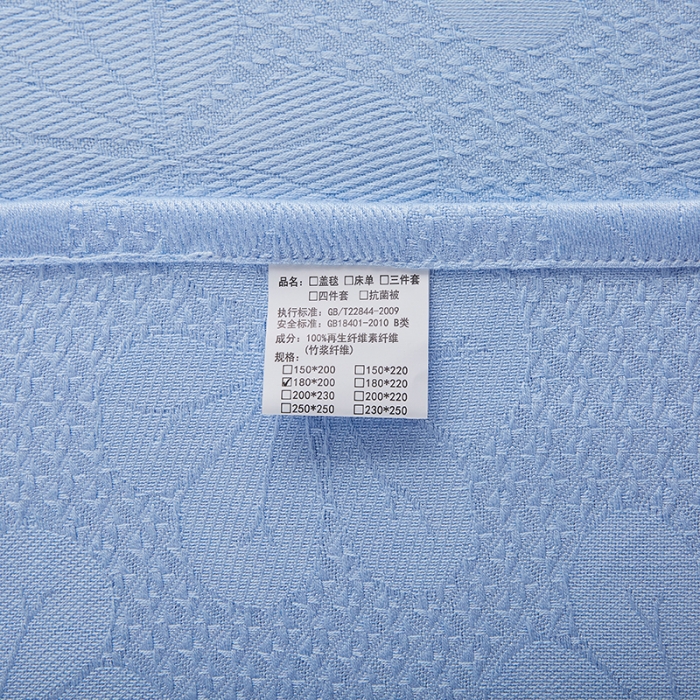 品名：☐盖毯 ☐床单 ☐三件套
☐四件套 ☐抗菌被
执行标准：GB/T22844-2009
安全标准：GB18401-2010 B类
成分：100%再生纤维素纤维
(竹浆纤维)
规格：
☐150*200 ☐150*220
☑180*200 ☐180*220
☐200*230 ☐200*220
☐250*250 ☐230*250